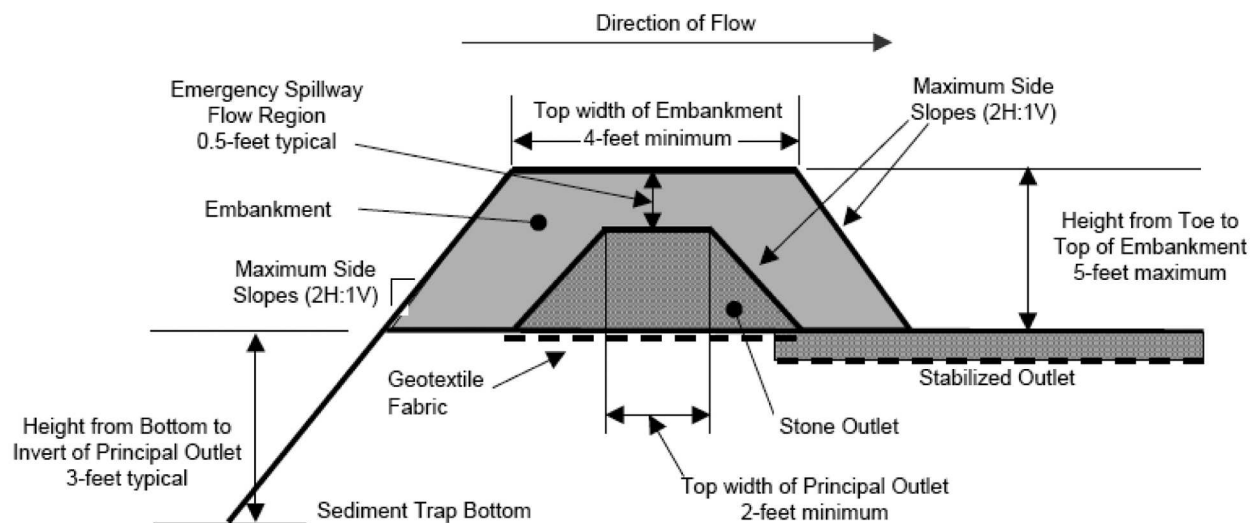 Direction of Flow
Emergency Spillway
Flow Region
0.5-feet typical
Top width of Embankment
4-feet minimum
Maximum Side
Slopes (2H:1V)
Embankment
Height from Toe to
Top of Embankment
5-feet maximum
Maximum Side
Slopes (2H:1V)
Geotextile
Fabric
Stabilized Outlet
Stone Outlet
Height from Bottom to
Invert of Principal Outlet
3-feet typical
Top width of Principal Outlet
2-feet minimum
Sediment Trap Bottom